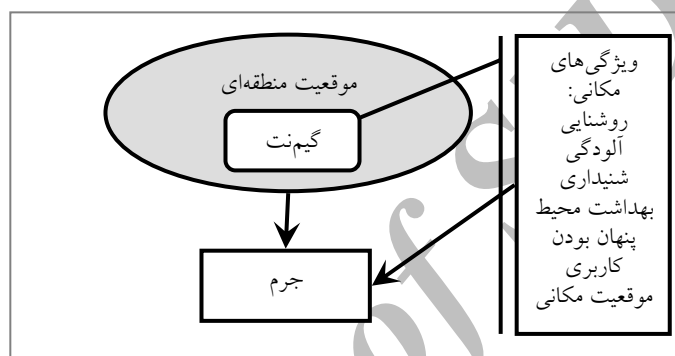 موقعیت منطقه‌ای
گیم‌نت
جرم
ویژگی‌های
مکانی:
روشنایی
آلودگی
شنیداری
بهداشت محیط
پنهان بودن
کاربری
موقعیت مکانی
of S